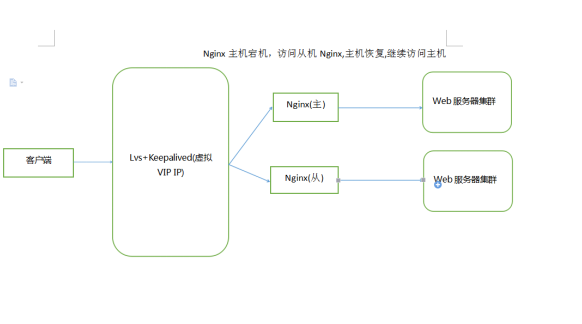 Nginx 主机宕机，访问从机 Nginx,主机恢复,继续访问主机
客户端
Lvs+Keepalived(虚拟
VIP IP)
Nginx(主)
Web 服务器集群
Nginx(从)
Web 服务器集群